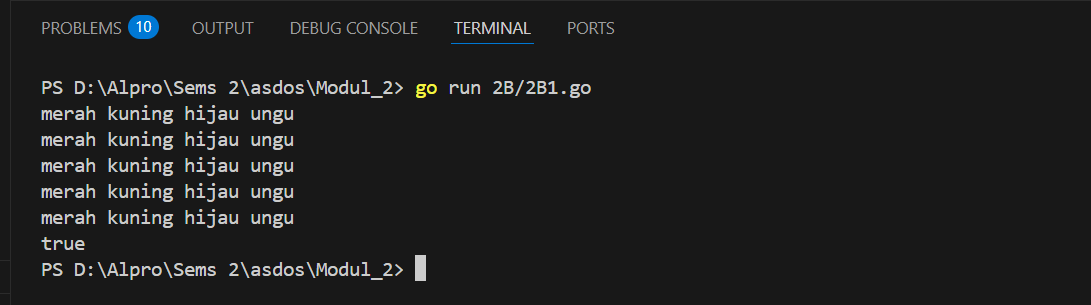 PROBLEMS 10 OUTPUT DEBUG CONSOLE TERMINAL PORTS
PS D:\Alpro\Sems 2\asdos\Modul_2> go run 2B/2B1.go
merah kuning hijau ungu
merah kuning hijau ungu
merah kuning hijau ungu
merah kuning hijau ungu
merah kuning hijau ungu
true
PS D:\Alpro\Sems 2\asdos\Modul_2>